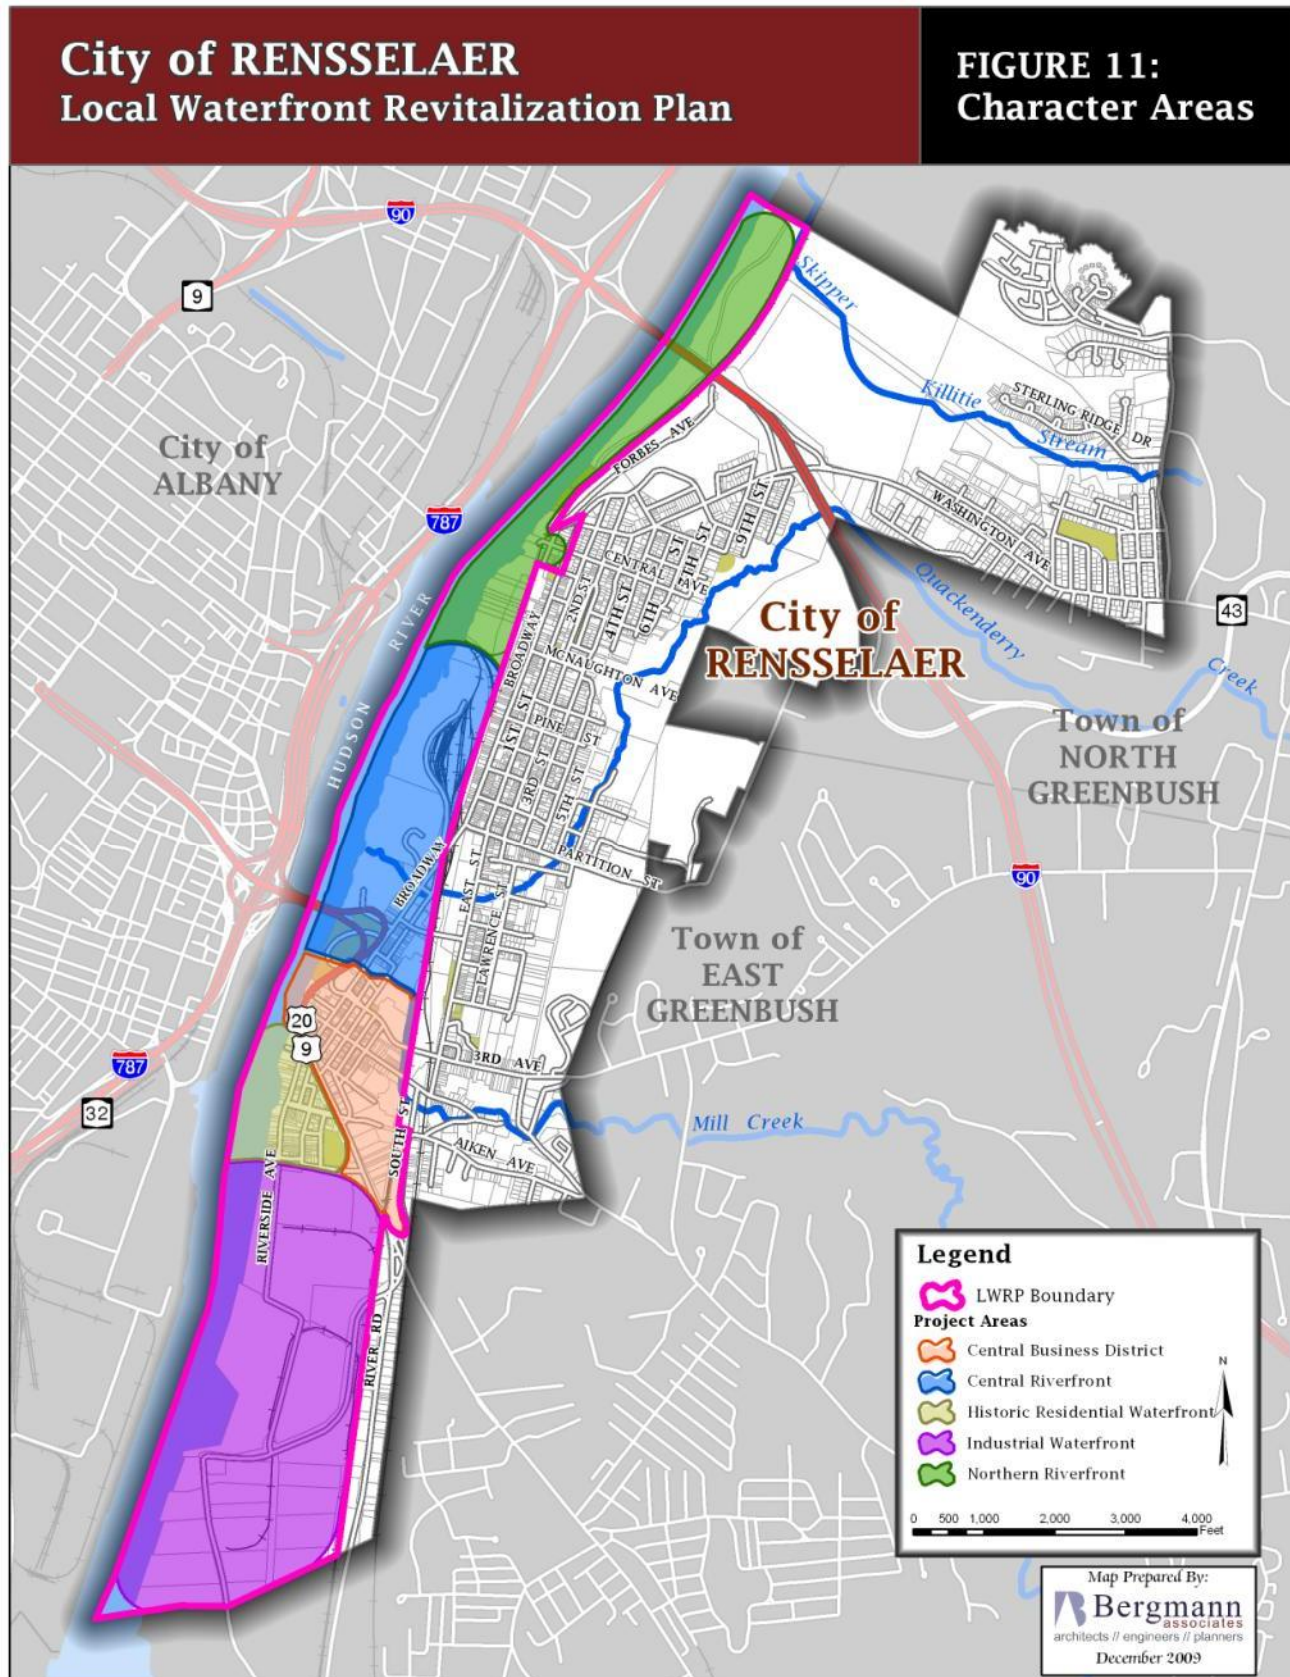 City of RENSSELAER
Local Waterfront Revitalization Plan
FIGURE 11:
Character Areas
90
9
Skipper
Killitie
Stream
STERLING RIDGE DR
City of
ALBANY
787
FORBES AVE
WASHINGTON AVE
9TH ST
7TH ST
CENTRAL AVE
2ND ST
4TH ST
6TH ST
HUDSON RIVER
BROADWAY
MCNAUGHTON AVE
City of
RENSSELAER
Quackenderry
Creek
43
1ST ST
PINE ST
3RD ST
5TH ST
Town of
NORTH
GREENBUSH
BROADWAY
PARTITION ST
EAST ST
LAWRENCE ST
90
Town of
EAST
GREENBUSH
20
9
787
32
3RD AVE
Mill Creek
SOUTH ST
AIKEN AVE
RIVERSIDE AVE
RIVER RD
Legend
LWRP Boundary
Project Areas
Central Business District
Central Riverfront
Historic Residential Waterfront
Industrial Waterfront
Northern Riverfront
N
0 500 1,000 2,000 3,000 4,000
Feet
Map Prepared By:
Bergmann
associates
architects // engineers // planners
December 2009